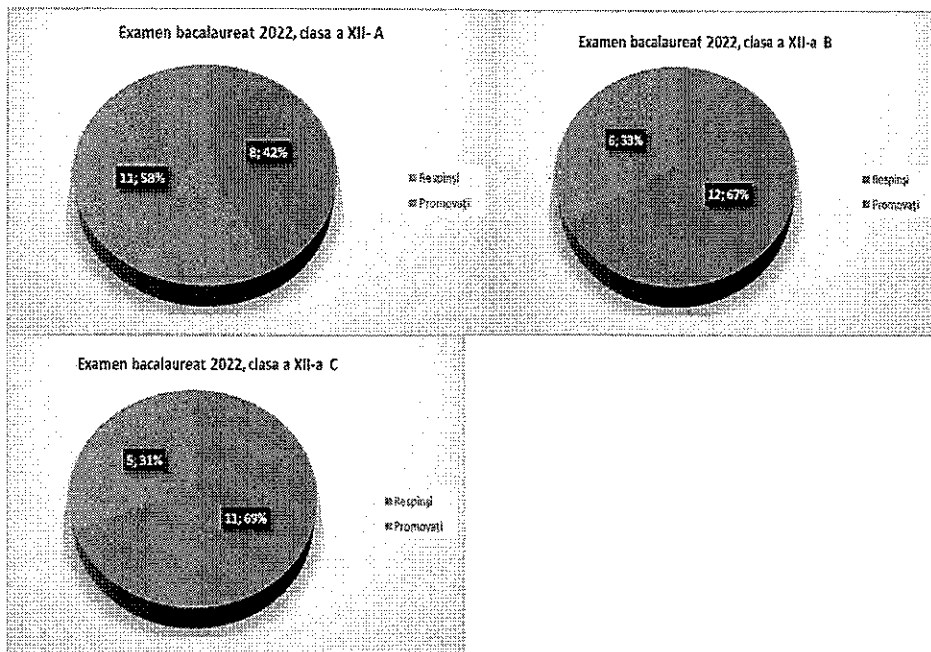 Examen bacalaureat 2022, clasa a XII- A
8; 42%
11; 58%
Respinși
Promovați
Examen bacalaureat 2022, clasa a XII-a B
6; 33%
12; 67%
Respinși
Promovați
Examen bacalaureat 2022, clasa a XII-a C
5; 31%
11; 69%
Respinși
Promovați